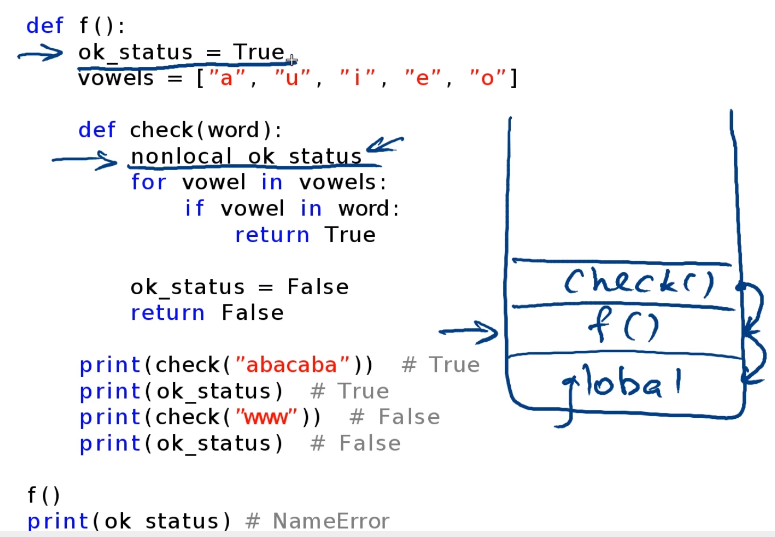 def f():
    ok_status = True
    vowels = ["a", "u", "i", "e", "o"]

    def check(word):
        nonlocal ok_status
        for vowel in vowels:
            if vowel in word:
                return True

        ok_status = False
        return False

    print(check("abacaba"))  # True
    print(ok_status)  # True
    print(check("www"))  # False
    print(ok_status)  # False

f()
print(ok_status) # NameError
check()
f()
global